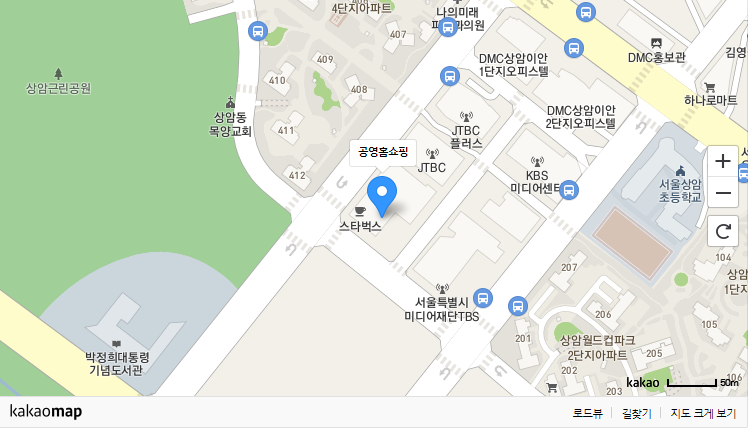 4단지아파트
나의미래
DMC홍보관
DMC상암이안
1단지오피스텔
상암근린공원
409
410
408
하나로마트
상암동
목양교회
DMC상암이안
2단지오피스텔
411
JTBC
플러스
공영홈쇼핑
JTBC
KBS
미디어센터
412
서울상암
초등학교
스타벅스
207
104
서울특별시
미디어재단TBS
206
105
201
상암월드컵파크
2단지아파트
박정희대통령
기념도서관
205
202
203
106
kakao
50m
kakaomap
로드뷰
길찾기
지도 크게 보기